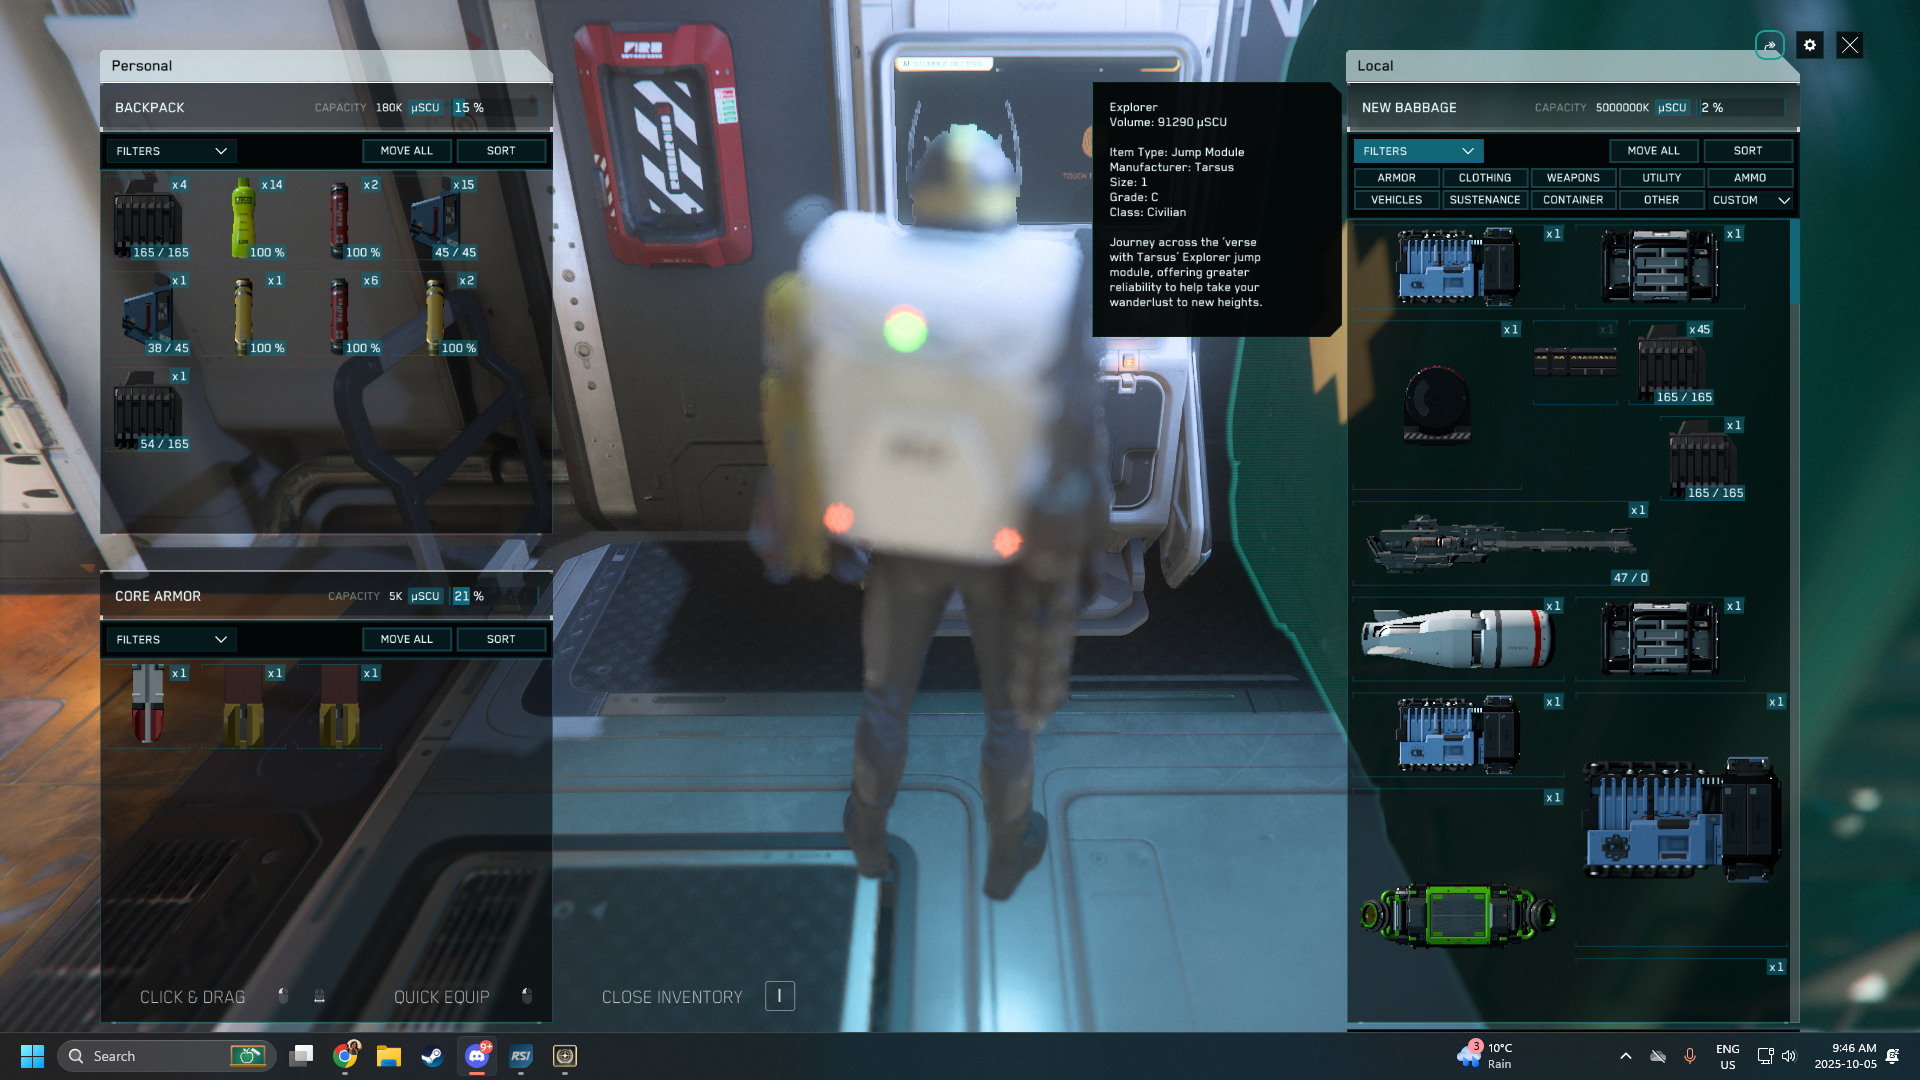 Personal
BACKPACK
CAPACITY 180K µSCU 15 %
FILTERS
MOVE ALL
SORT
x4
165 / 165
x14
100 %
x2
100 %
x15
45 / 45
x1
38 / 45
x1
100 %
x6
100 %
x2
100 %
x1
54 / 165
CORE ARMOR
CAPACITY 5K µSCU 21 %
FILTERS
MOVE ALL
SORT
x1
x1
x1
CLICK & DRAG
QUICK EQUIP
CLOSE INVENTORY
I
FIRE
Explorer
Volume: 91290 µSCU
Item Type: Jump Module
Manufacturer: Tarsus
Size: 1
Grade: C
Class: Civilian
Journey across the 'verse
with Tarsus' Explorer jump
module, offering greater
reliability to help take your
wanderlust to new heights.
Local
NEW BABBAGE
CAPACITY 5000000K µSCU 2 %
FILTERS
MOVE ALL
SORT
ARMOR
CLOTHING
WEAPONS
UTILITY
AMMO
VEHICLES
SUSTENANCE
CONTAINER
OTHER
CUSTOM
x1
x1
x1
x1
x45
165 / 165
x1
165 / 165
x1
47 / 0
x1
x1
x1
x1
x1
x1
Search
9+
RSI
3
10°C
Rain
ENG
US
9:46 AM
2025-10-05